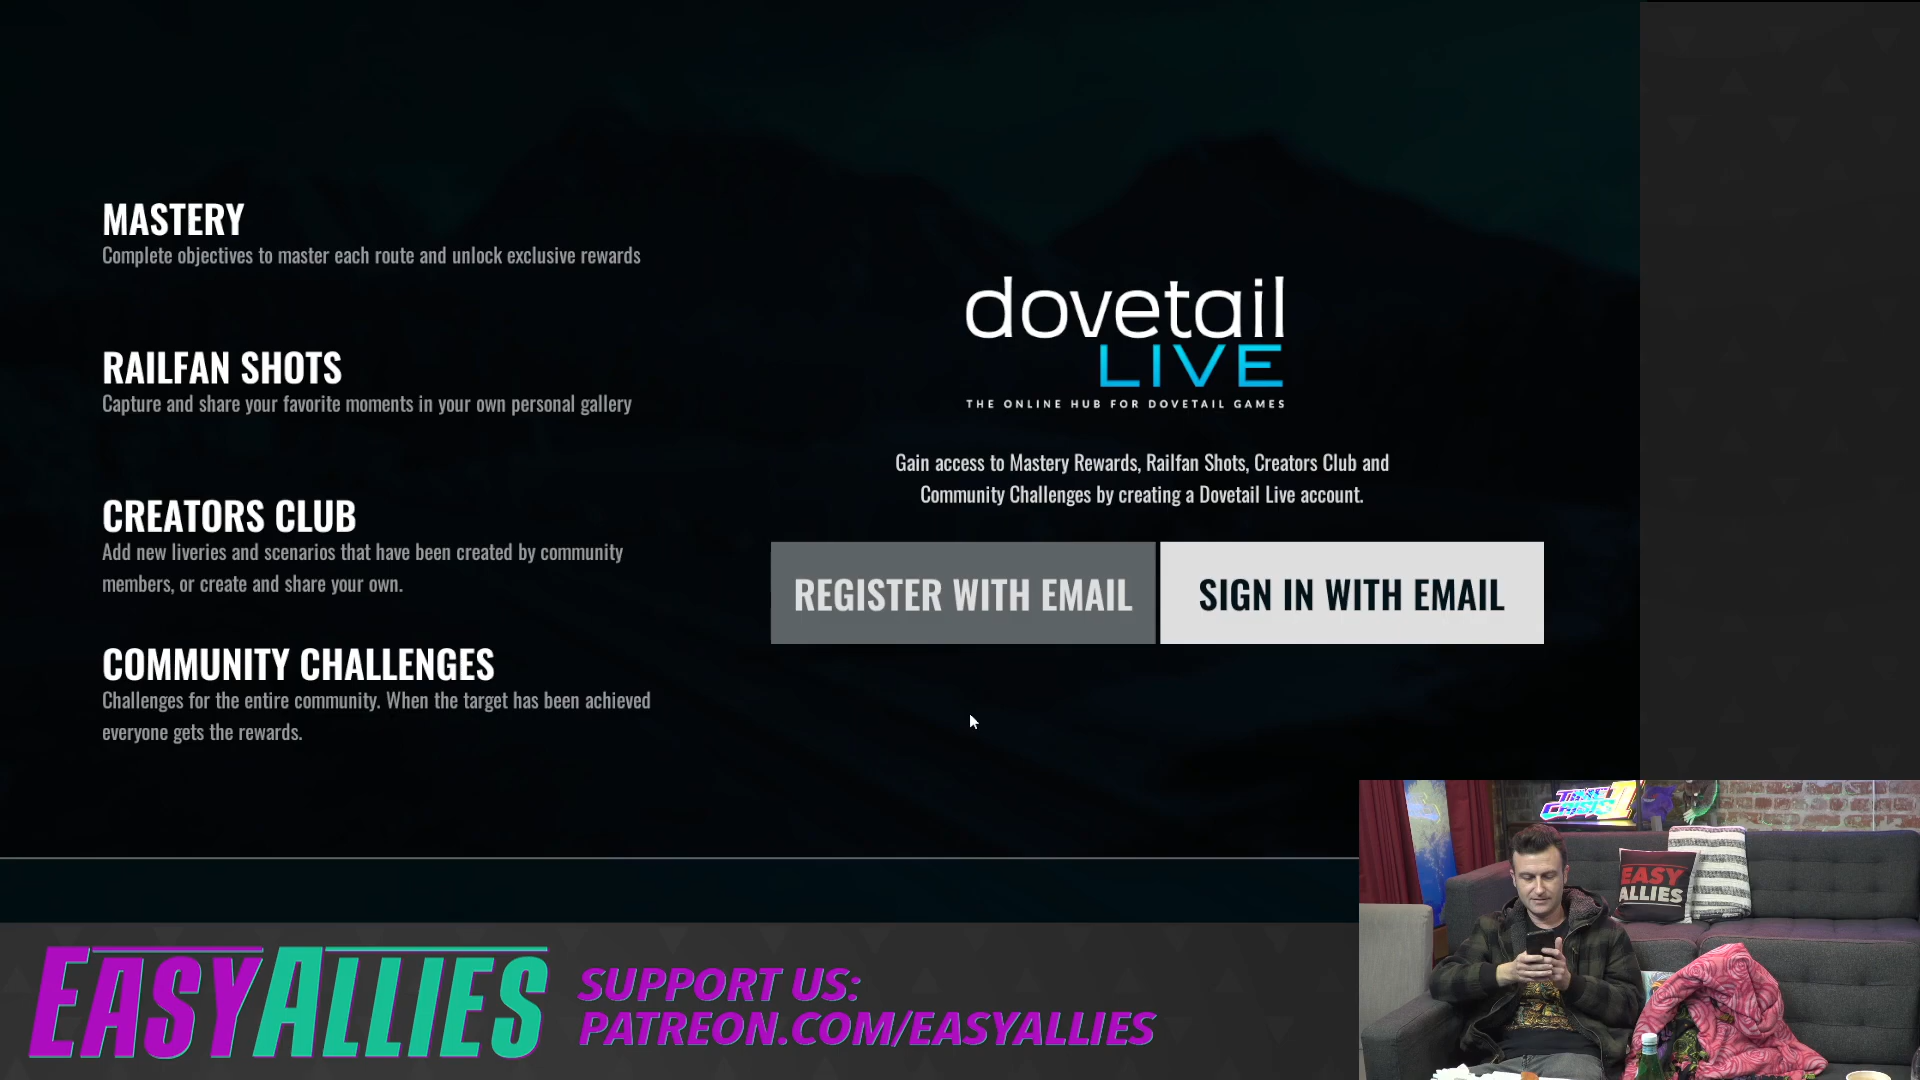 MASTERY
Complete objectives to master each route and unlock exclusive rewards
RAILFAN SHOTS
Capture and share your favorite moments in your own personal gallery
CREATORS CLUB
Add new liveries and scenarios that have been created by community
members, or create and share your own.
COMMUNITY CHALLENGES
Challenges for the entire community. When the target has been achieved
everyone gets the rewards.
dovetail
LIVE
THE ONLINE HUB FOR DOVETAIL GAMES
Gain access to Mastery Rewards, Railfan Shots, Creators Club and
Community Challenges by creating a Dovetail Live account.
REGISTER WITH EMAIL
SIGN IN WITH EMAIL
TIME
CRISIS II
EASY
ALLIES
EASYALLIES
SUPPORT US:
PATREON.COM/EASYALLIES